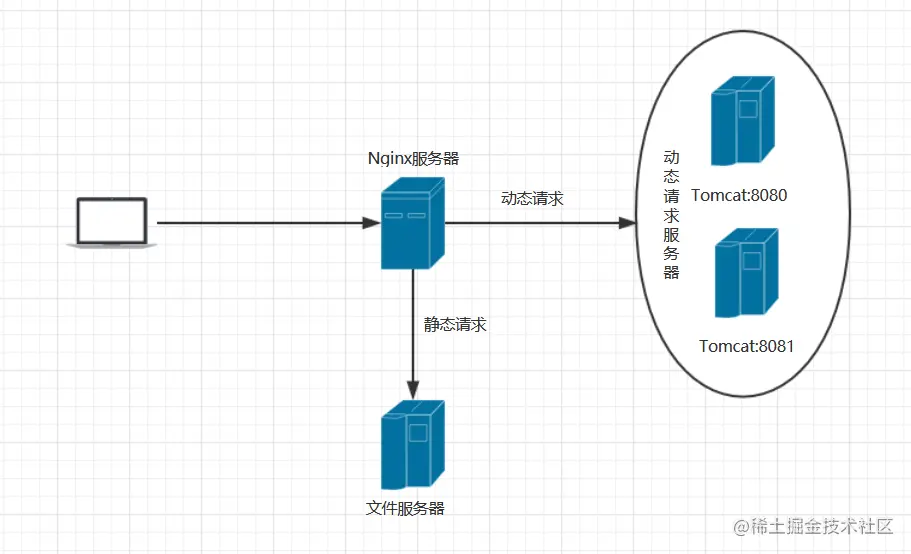 Nginx服务器
动态请求
动态请求服务器
Tomcat:8080
Tomcat:8081
静态请求
文件服务器
@稀土掘金技术社区